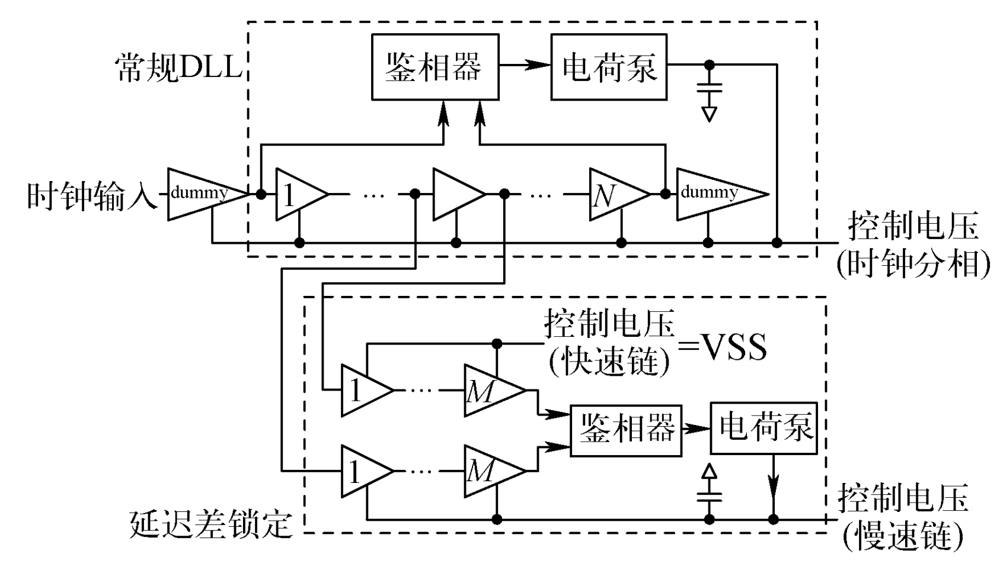 常规DLL
鉴相器
电荷泵
时钟输入
dummy
1
...
...
N
dummy
控制电压
(时钟分相)
控制电压
(快速链)
=VSS
1
...
M
鉴相器
电荷泵
1
...
M
延迟差锁定
控制电压
(慢速链)